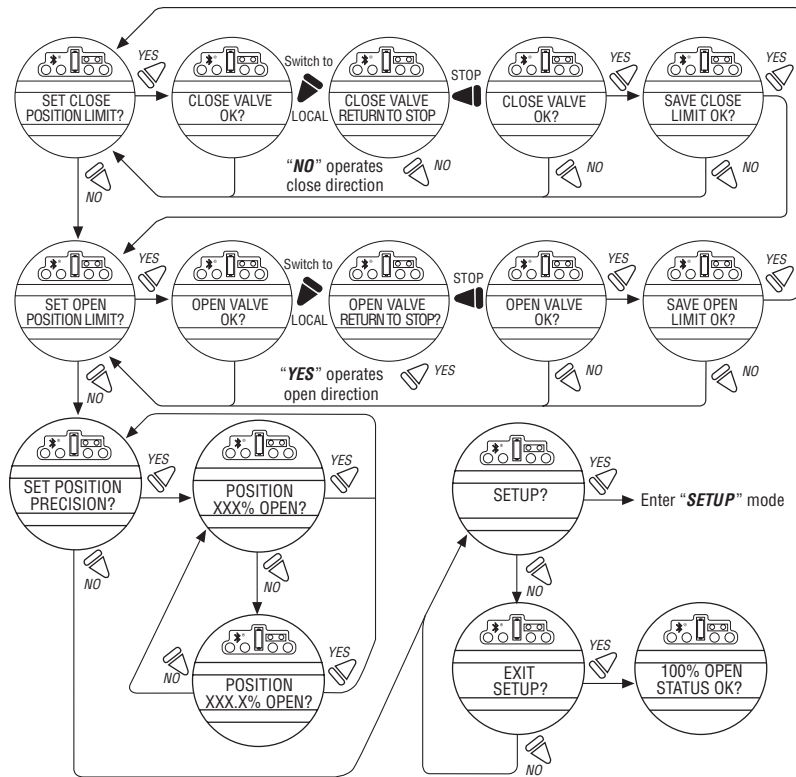 YES
YES
YES
SET CLOSE
POSITION LIMIT?
CLOSE VALVE
OK?
Switch to
LOCAL
CLOSE VALVE
RETURN TO STOP
STOP
CLOSE VALVE
OK?
SAVE CLOSE
LIMIT OK?
"NO" operates
close direction
NO
NO
NO
NO
YES
YES
YES
SET OPEN
POSITION LIMIT?
OPEN VALVE
OK?
Switch to
LOCAL
OPEN VALVE
RETURN TO STOP?
STOP
OPEN VALVE
OK?
SAVE OPEN
LIMIT OK?
"YES" operates
open direction
YES
NO
NO
NO
SET POSITION
PRECISION?
YES
POSITION
XXX% OPEN?
YES
NO
NO
NO
POSITION
XXX.X% OPEN?
YES
SETUP?
YES
Enter "SETUP" mode
NO
EXIT
SETUP?
YES
100% OPEN
STATUS OK?
NO